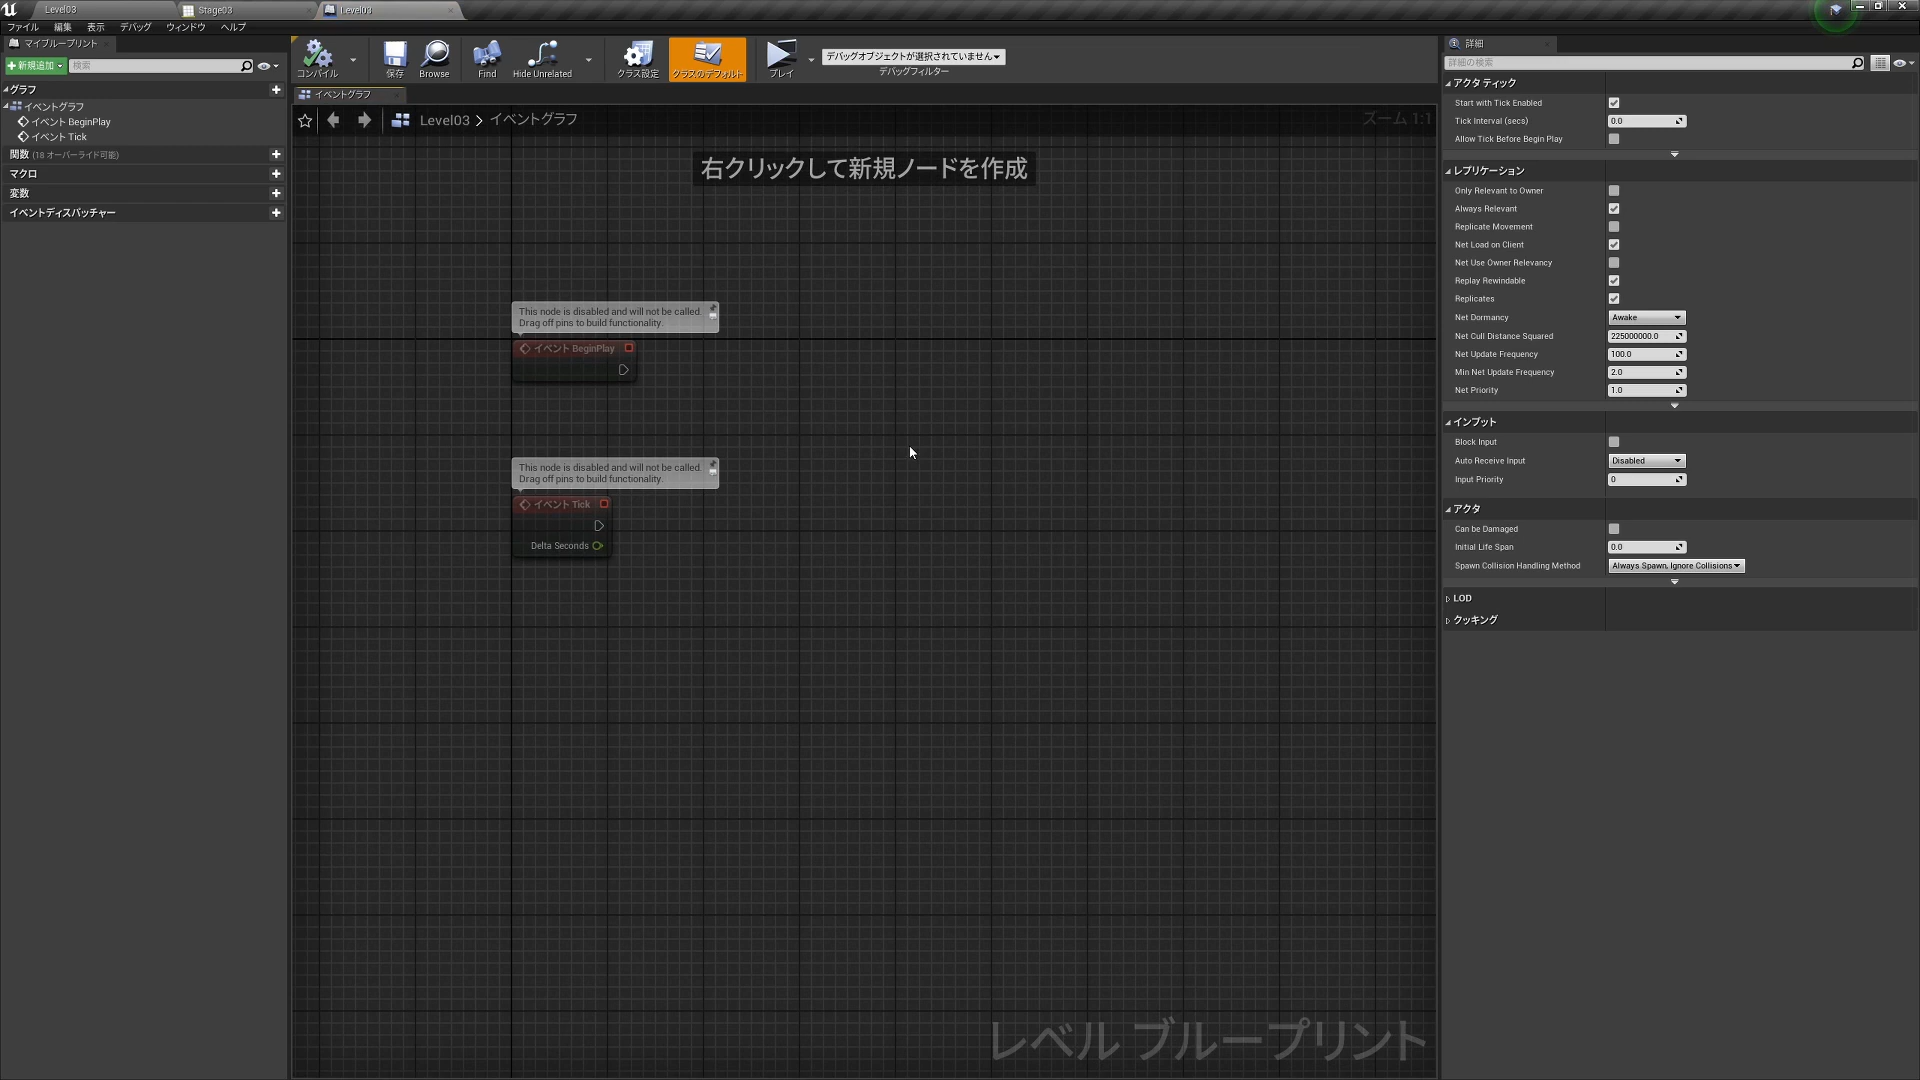 Level03
Stage03
Level03
ファイル 編集 表示 デバッグ ウィンドウ ヘルプ
マイブループリント
新規追加
検索
グラフ
イベントグラフ
イベント BeginPlay
イベント Tick
関数 (18 オーバーライド可能)
マクロ
変数
イベントディスパッチャー
コンパイル
保存
Browse
Find
Hide Unrelated
クラス設定
クラスのデフォルト
プレイ
デバッグオブジェクトが選択されていません
デバッグフィルター
イベントグラフ
Level03 > イベントグラフ
ズーム 1:1
右クリックして新規ノードを作成
This node is disabled and will not be called.
Drag off pins to build functionality.
イベント BeginPlay
This node is disabled and will not be called.
Drag off pins to build functionality.
イベント Tick
Delta Seconds
レベル ブループリント
詳細
詳細の検索
アクタ ティック
Start with Tick Enabled
Tick Interval (secs) 0.0
Allow Tick Before Begin Play
レプリケーション
Only Relevant to Owner
Always Relevant
Replicate Movement
Net Load on Client
Net Use Owner Relevancy
Replay Rewindable
Replicates
Net Dormancy Awake
Net Cull Distance Squared 225000000.0
Net Update Frequency 100.0
Min Net Update Frequency 2.0
Net Priority 1.0
インプット
Block Input
Auto Receive Input Disabled
Input Priority 0
アクタ
Can be Damaged
Initial Life Span 0.0
Spawn Collision Handling Method Always Spawn, Ignore Collisions
LOD
クッキング